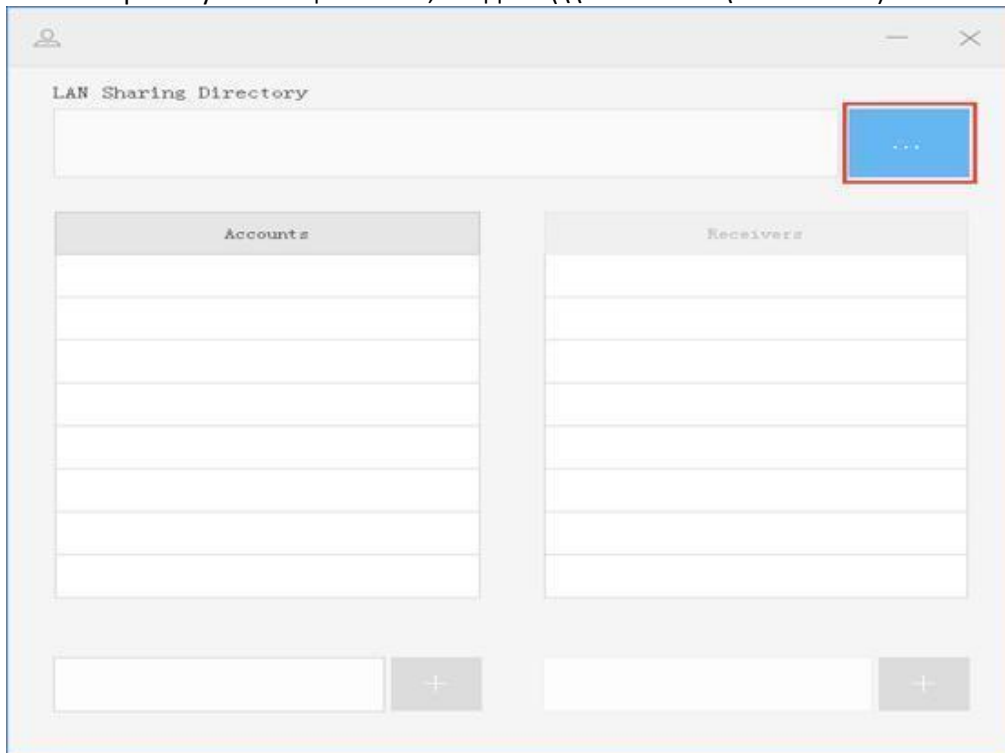 LAN Sharing Directory
...
Accounts
Receivers
+
+